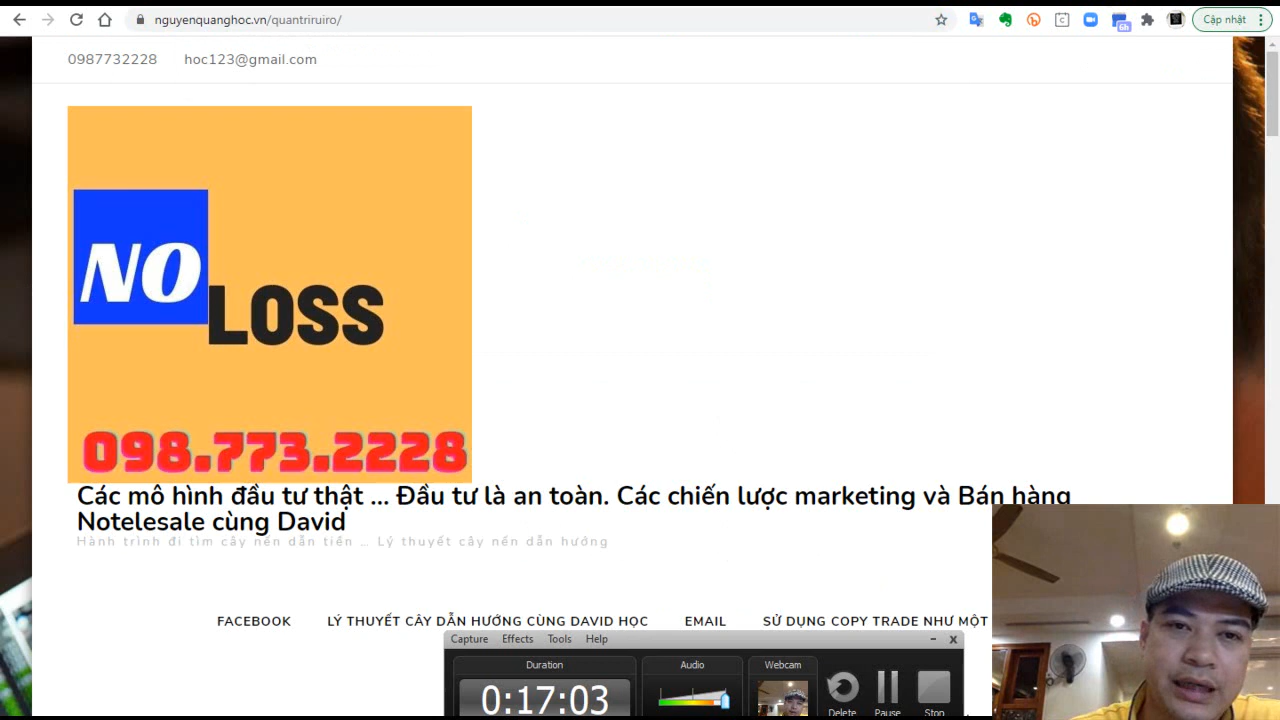 nguyenquanghoc.vn/quantriruiro/
Cập nhật
6h
0987732228 hoc123@gmail.com
NO
LOSS
098.773.2228
Các mô hình đầu tư thật ... Đầu tư là an toàn. Các chiến lược marketing và Bán hàng
Notelesale cùng David
Hành trình đi tìm cây nến dẫn tiền ... Lý thuyết cây nến dẫn hướng
FACEBOOK LÝ THUYẾT CÂY DẪN HƯỚNG CÙNG DAVID HỌC EMAIL SỬ DỤNG COPY TRADE NHƯ MỘT
Capture Effects Tools Help
Duration Audio Webcam
0:17:03
Delete Pause Stop